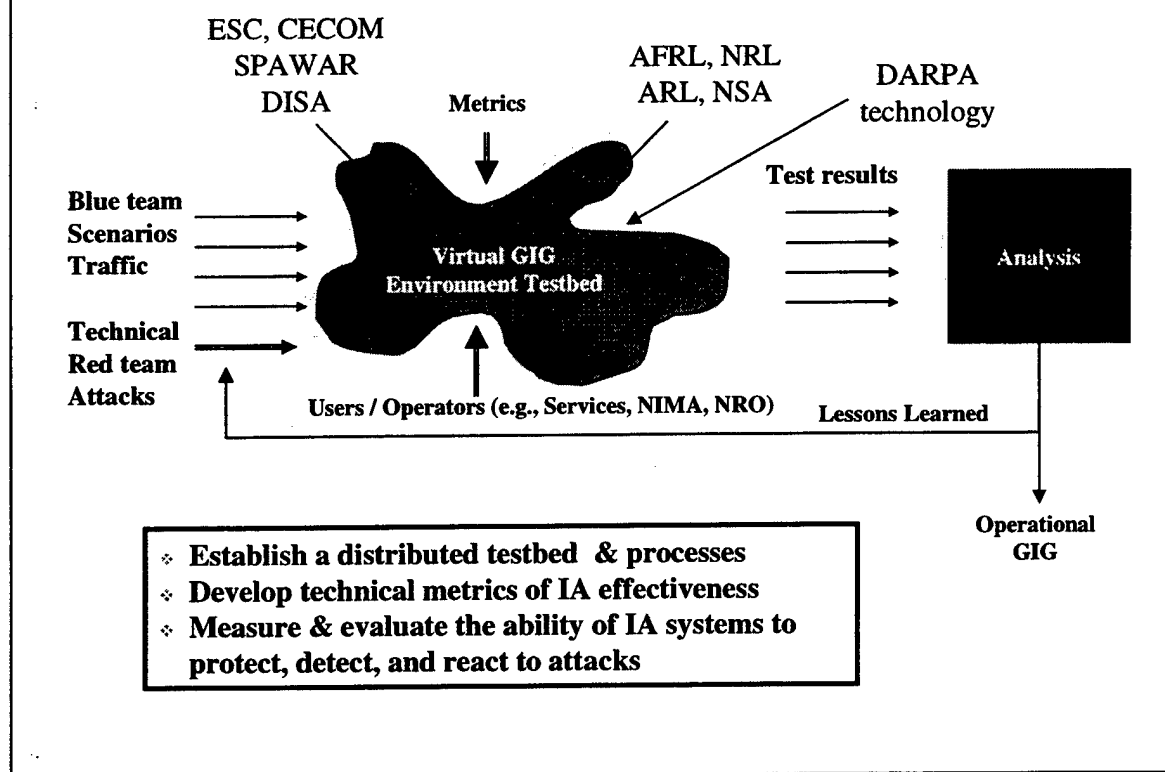 ESC, CECOM
SPAWAR
DISA
Metrics
AFRL, NRL
ARL, NSA
DARPA
technology
Blue team
Scenarios
Traffic
Technical
Red team
Attacks
Virtual GIG
Environment Testbed
Test results
Analysis
Users / Operators (e.g., Services, NIMA, NRO)
Lessons Learned
Operational
GIG
❖ Establish a distributed testbed & processes
❖ Develop technical metrics of IA effectiveness
❖ Measure & evaluate the ability of IA systems to
protect, detect, and react to attacks